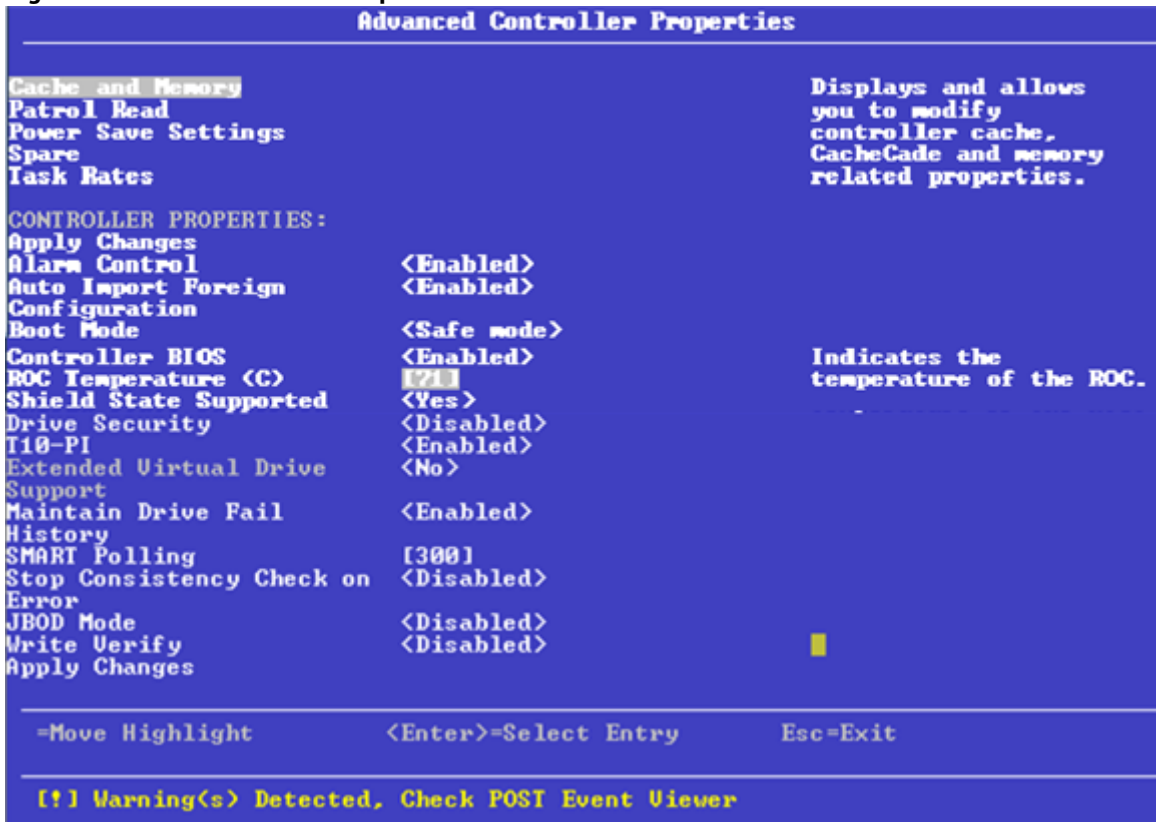 Advanced Controller Properties
Cache and Memory
Patrol Read
Power Save Settings
Spare
Task Rates
Displays and allows
you to modify
controller cache,
CacheCade and memory
related properties.
CONTROLLER PROPERTIES:
Apply Changes
Alarm Control <Enabled>
Auto Import Foreign <Enabled>
Configuration
Boot Mode <Safe mode>
Controller BIOS <Enabled>
ROC Temperature (C) [71]
Shield State Supported <Yes>
Indicates the
temperature of the ROC.
Drive Security <Disabled>
T10-PI <Enabled>
Extended Virtual Drive <No>
Support
Maintain Drive Fail <Enabled>
History
SMART Polling [300]
Stop Consistency Check on <Disabled>
Error
JBOD Mode <Disabled>
Write Verify <Disabled>
Apply Changes
=Move Highlight <Enter>=Select Entry Esc=Exit
[!] Warning(s) Detected, Check POST Event Viewer